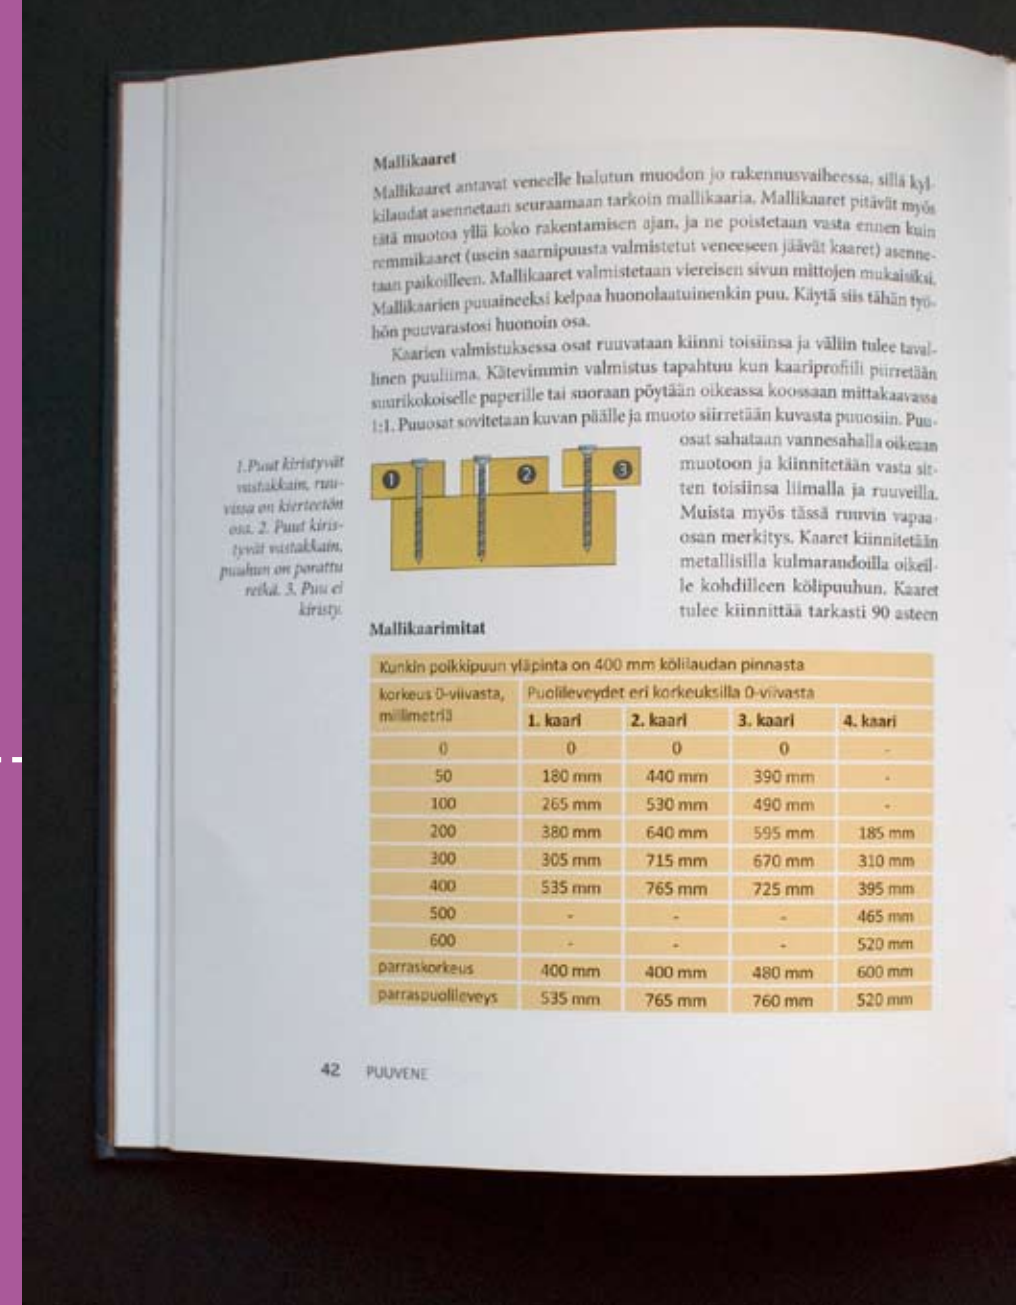 Mallikaaret
Mallikaaret antavat veneelle halutun muodon jo rakennusvaiheessa, sillä kyl-
kilaudat asennetaan seuraamaan tarkoin mallikaaria. Mallikaaret pitävät myös
tätä muotoa yllä koko rakentamisen ajan, ja ne poistetaan vasta ennen kuin
remmikaaret (usein saarnipuusta valmistetut veneeseen jäävät kaaret) asenne-
taan paikoilleen. Mallikaaret valmistetaan viereisen sivun mittojen mukaisiksi.
Mallikaarien puuaineeksi kelpaa huonolaatuinenkin puu. Käytä siis tähän työ-
hön puuvarastosi huonoin osa.
Kaarien valmistuksessa osat ruuvataan kiinni toisiinsa ja väliin tulee taval-
linen puuliima. Kätevimmin valmistus tapahtuu kun kaariprofiili piirretään
suurikokoiselle paperille tai suoraan pöytään oikeassa koossaan mittakaavassa
1:1. Puuosat sovitetaan kuvan päälle ja muoto siirretään kuvasta puuosiin. Puu-
osat sahataan vannesahalla oikeaan
muotoon ja kiinnitetään vasta sit-
ten toisiinsa liimalla ja ruuveilla.
Muista myös tässä ruuvin vapaa-
osan merkitys. Kaaret kiinnitetään
metallisilla kulmaraudoilla oikeil-
le kohdilleen kölipuuhun. Kaaret
tulee kiinnittää tarkasti 90 asteen
1. Puut kiristyvät
vastakkain, ruu-
vissa on kierteetön
osa. 2. Puut kiris-
tyvät vastakkain,
puuhun on porattu
reikä. 3. Puu ei
kiristy.
1 2 3
Mallikaarimitat
Kunkin poikkipuun yläpinta on 400 mm kölilaudan pinnasta
korkeus 0-viivasta, Puolileveydet eri korkeuksilla 0-viivasta
millimetriä 1. kaari 2. kaari 3. kaari 4. kaari
0 0 0 0 -
50 180 mm 440 mm 390 mm -
100 265 mm 530 mm 490 mm -
200 380 mm 640 mm 595 mm 185 mm
300 305 mm 715 mm 670 mm 310 mm
400 535 mm 765 mm 725 mm 395 mm
500 - - - 465 mm
600 - - - 520 mm
parraskorkeus 400 mm 400 mm 480 mm 600 mm
parraspuolileveys 535 mm 765 mm 760 mm 520 mm
42 PUUVENE